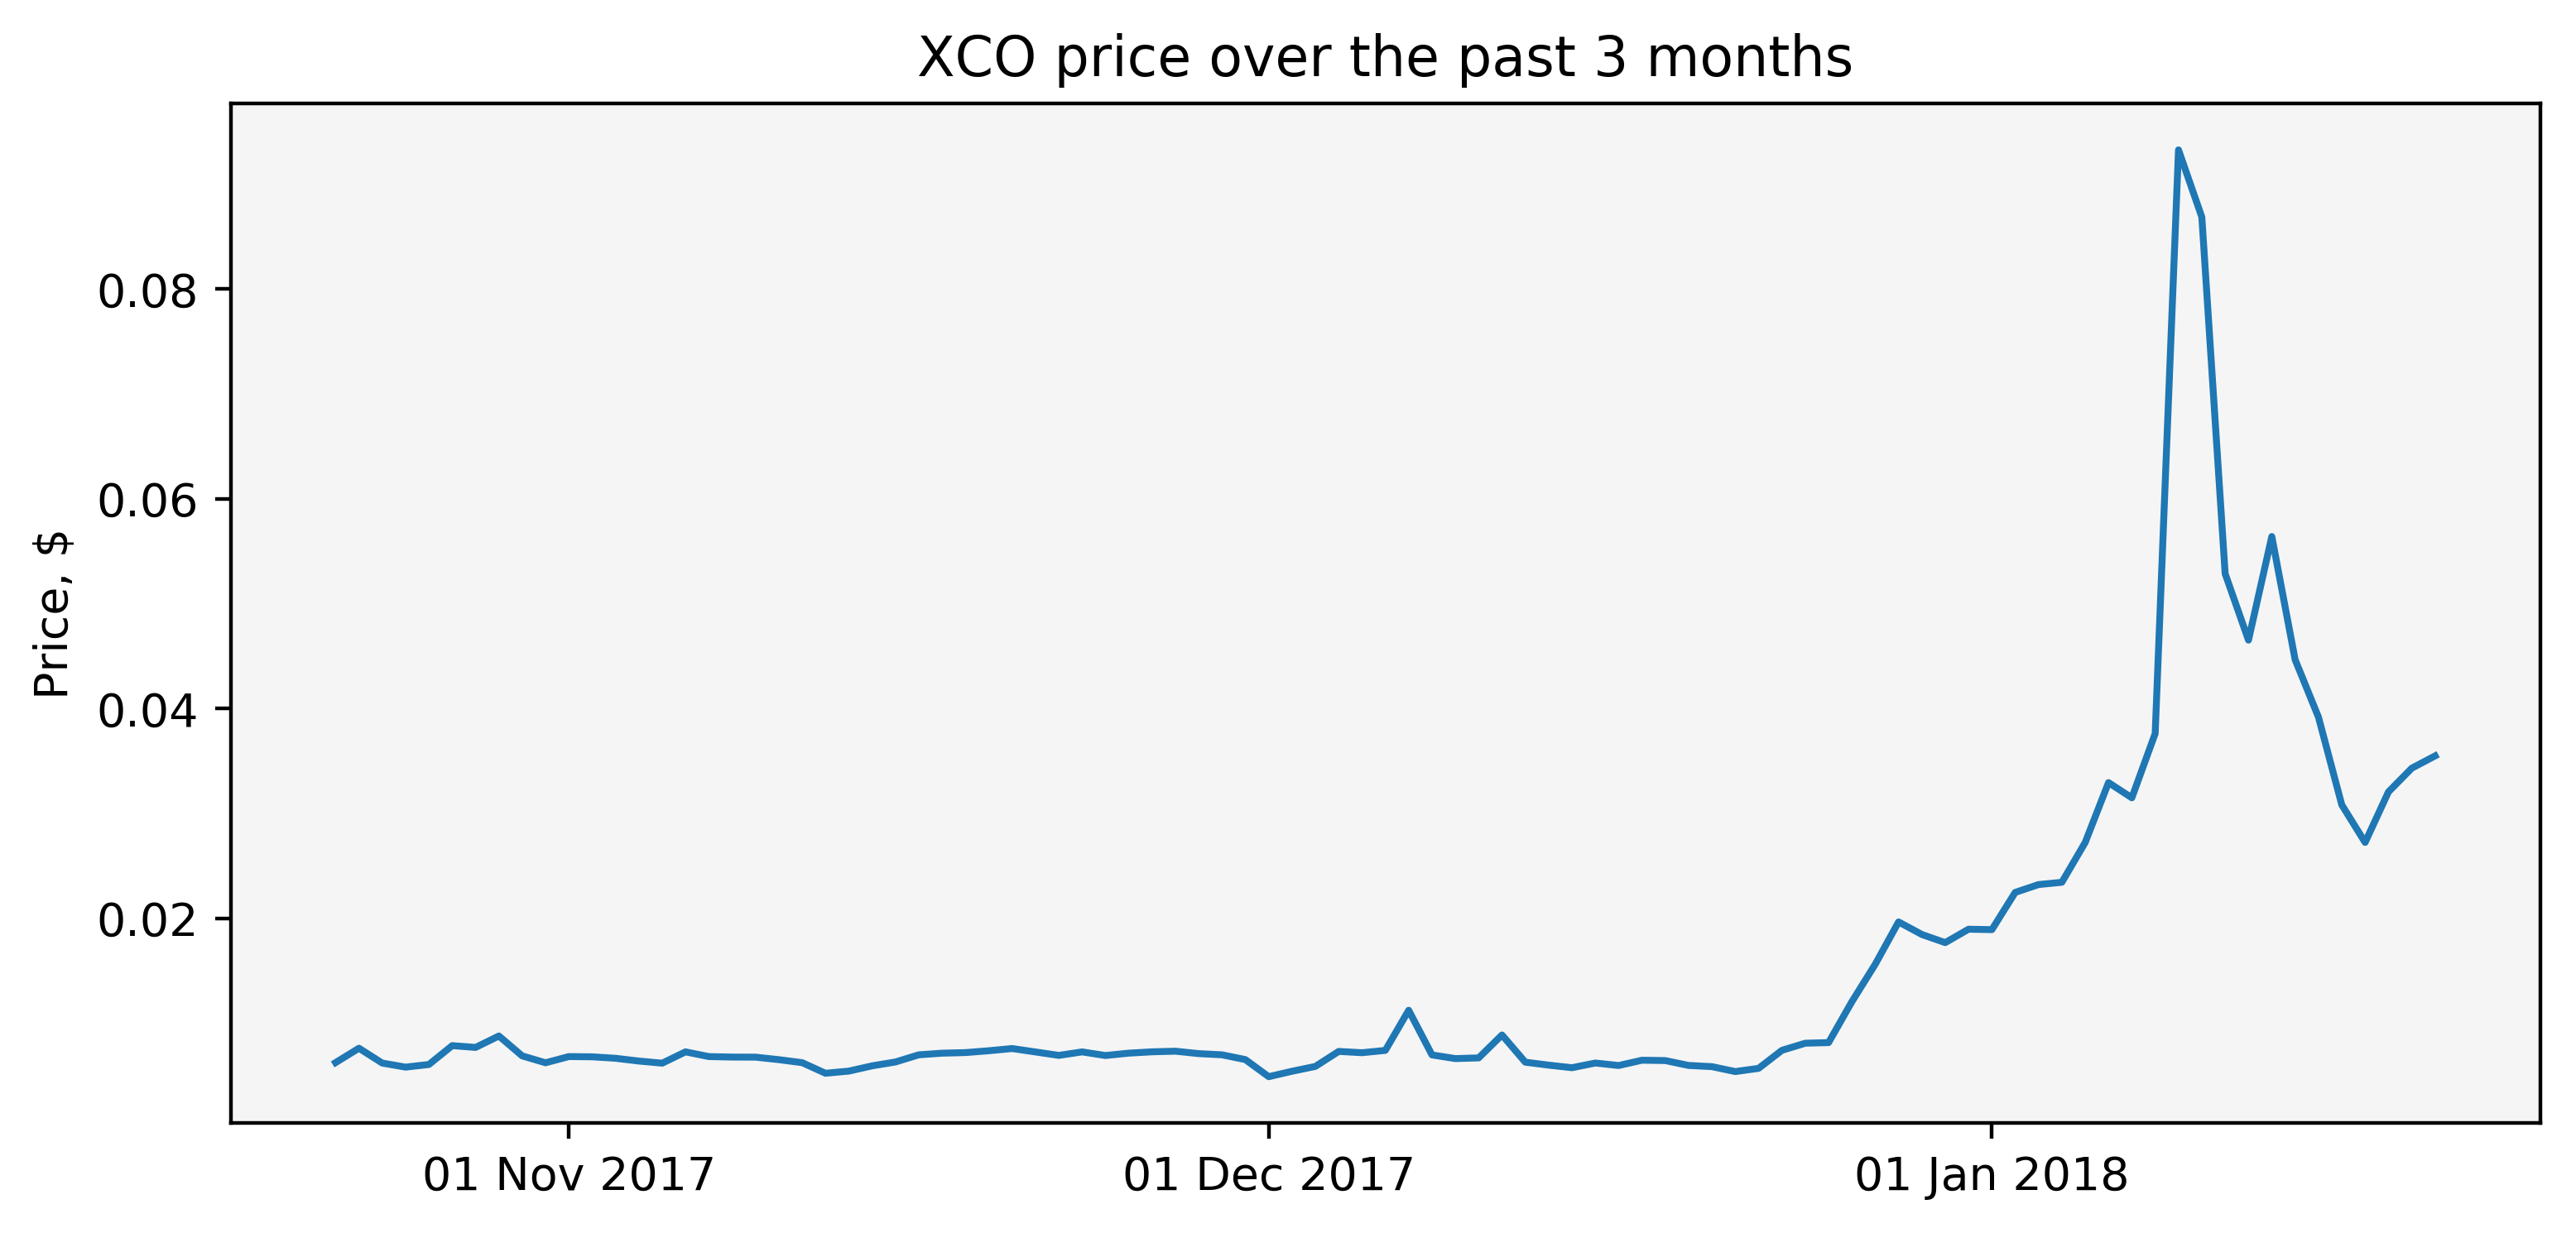 XCO price over the past 3 months
Price, $
0.08
0.06
0.04
0.02
01 Nov 2017
01 Dec 2017
01 Jan 2018